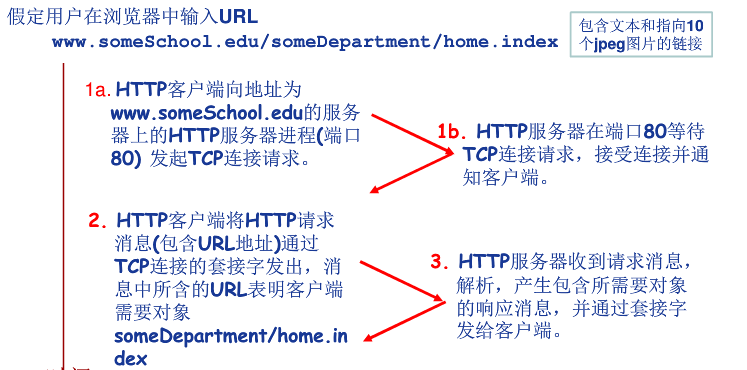 假定用户在浏览器中输入URL
www.someSchool.edu/someDepartment/home.index
包含文本和指向10
个jpeg图片的链接
1a. HTTP客户端向地址为
www.someSchool.edu的服务
器上的HTTP服务器进程(端口
80) 发起TCP连接请求。
1b. HTTP服务器在端口80等待
TCP连接请求，接受连接并通
知客户端。
2. HTTP客户端将HTTP请求
消息(包含URL地址)通过
TCP连接的套接字发出，消
息中所含的URL表明客户端
需要对象
someDepartment/home.in
dex
3. HTTP服务器收到请求消息，
解析，产生包含所需要对象
的响应消息，并通过套接字
发给客户端。